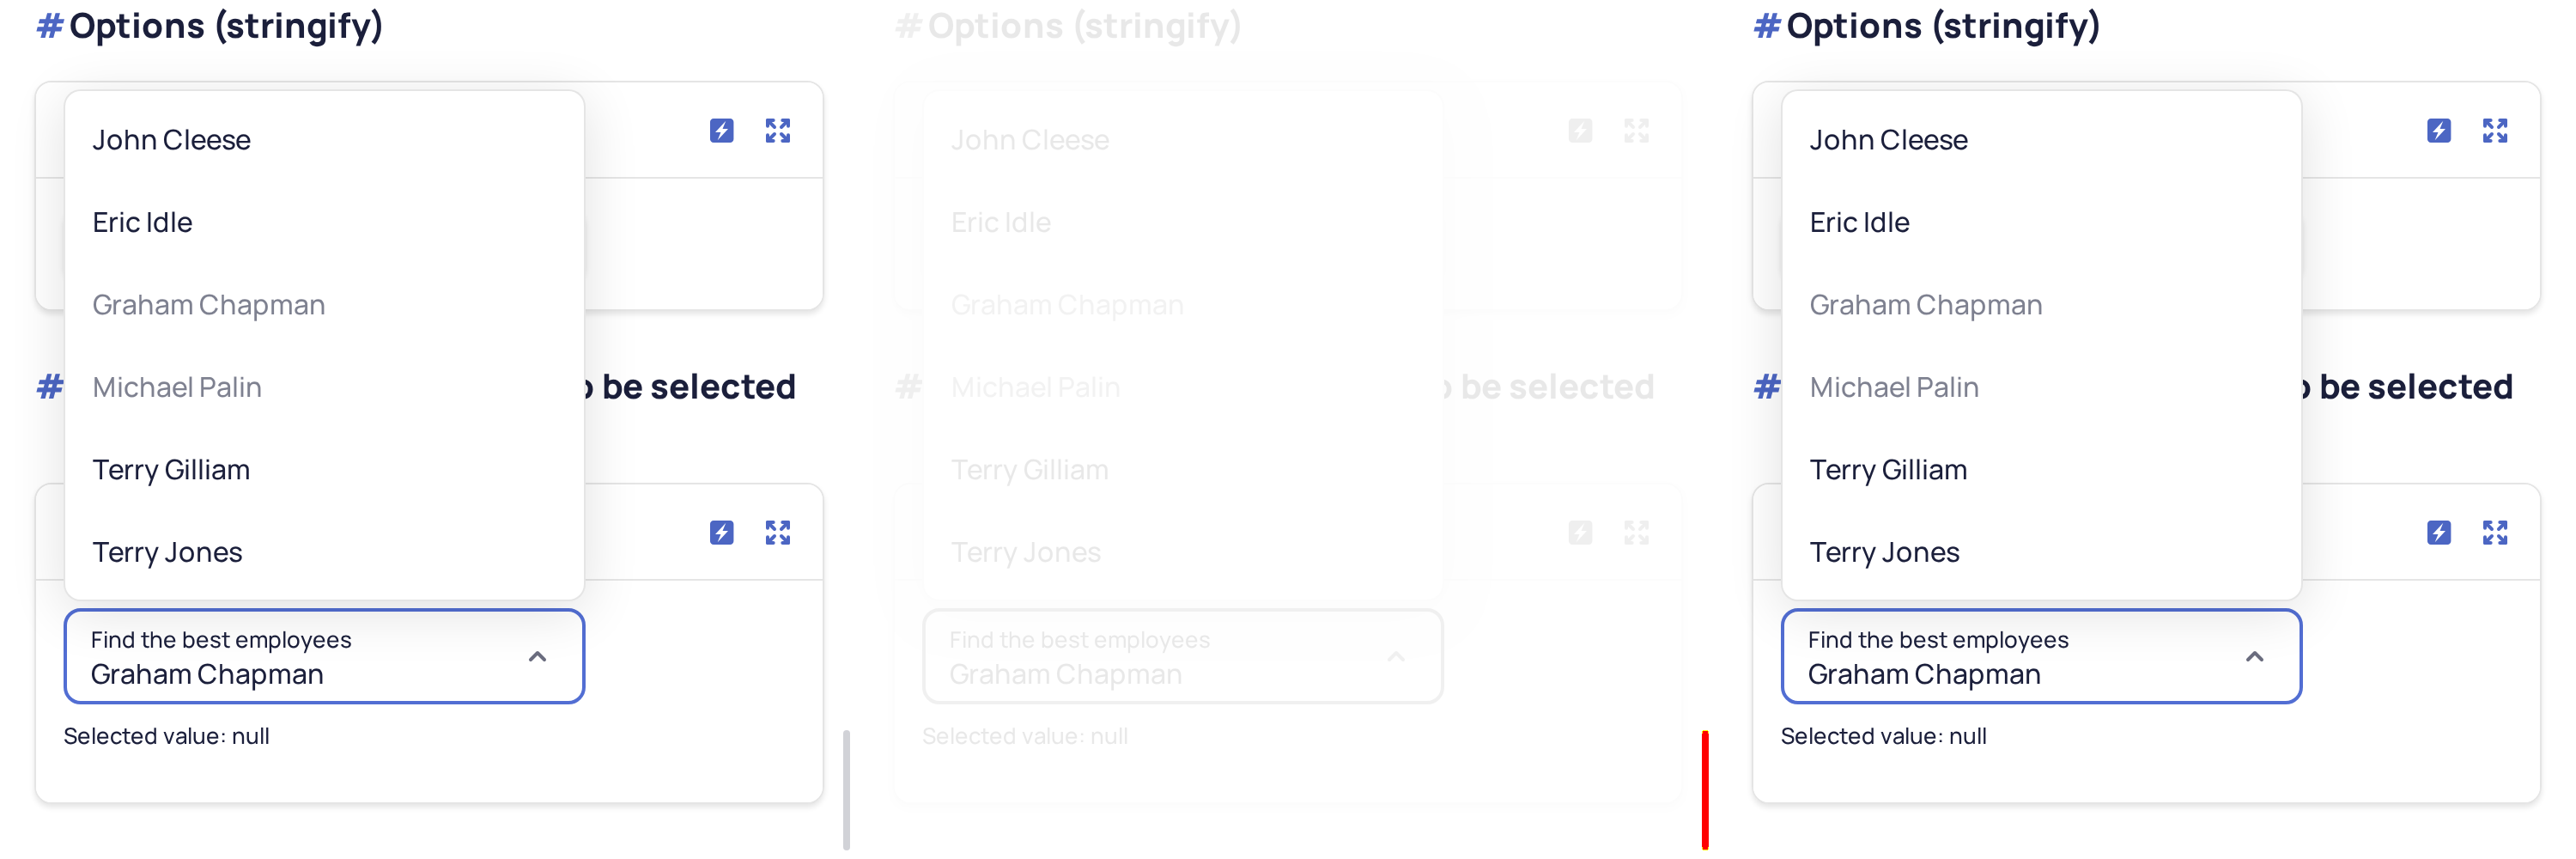 # Options (stringify)
John Cleese
Eric Idle
Graham Chapman
# Michael Palin
be selected
Terry Gilliam
Terry Jones
Find the best employees
Graham Chapman
Selected value: null
# Options (stringify)
John Cleese
Eric Idle
Graham Chapman
# Michael Palin
be selected
Terry Gilliam
Terry Jones
Find the best employees
Graham Chapman
Selected value: null
# Options (stringify)
John Cleese
Eric Idle
Graham Chapman
# Michael Palin
be selected
Terry Gilliam
Terry Jones
Find the best employees
Graham Chapman
Selected value: null